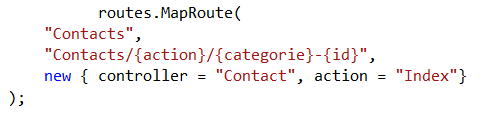 routes.MapRoute(
"Contacts",
"Contacts/{action}/{categorie}-{id}",
new { controller = "Contact", action = "Index"}
);